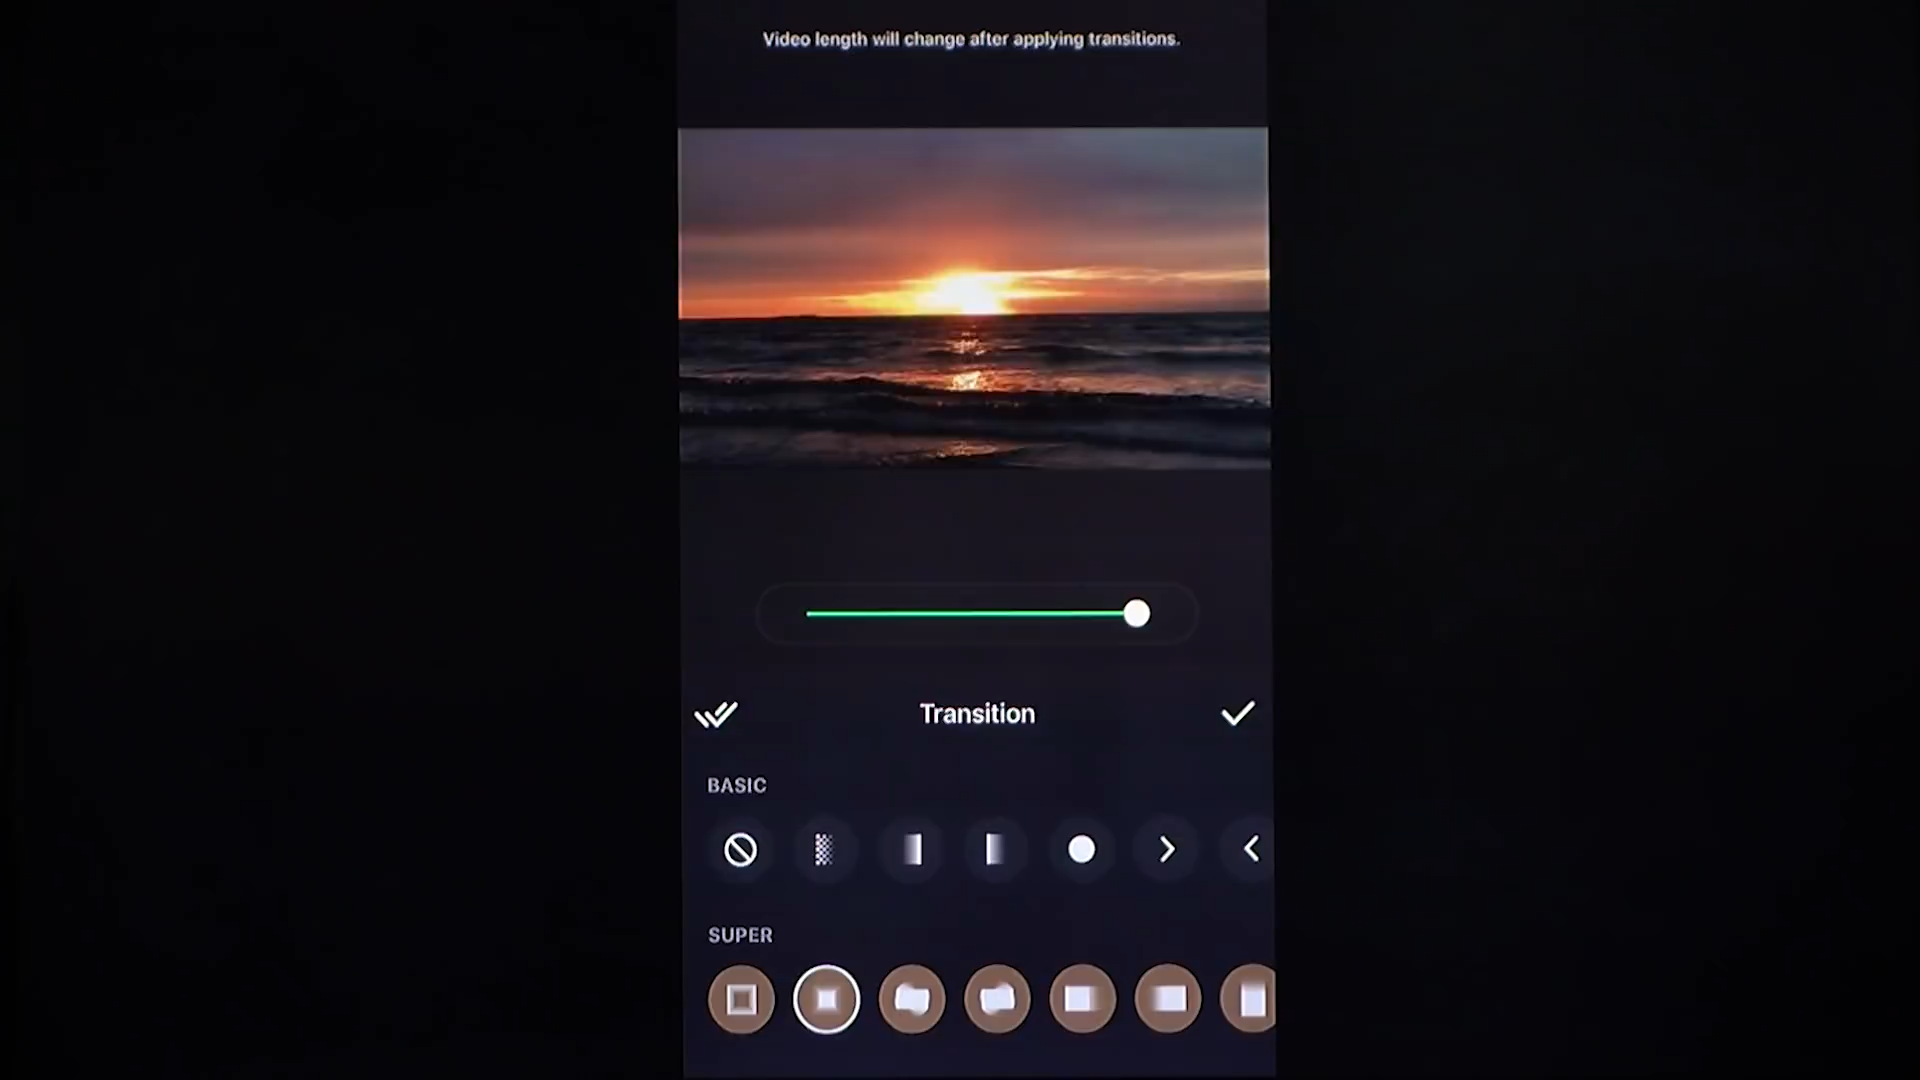 Video length will change after applying transitions.
Transition
BASIC
SUPER